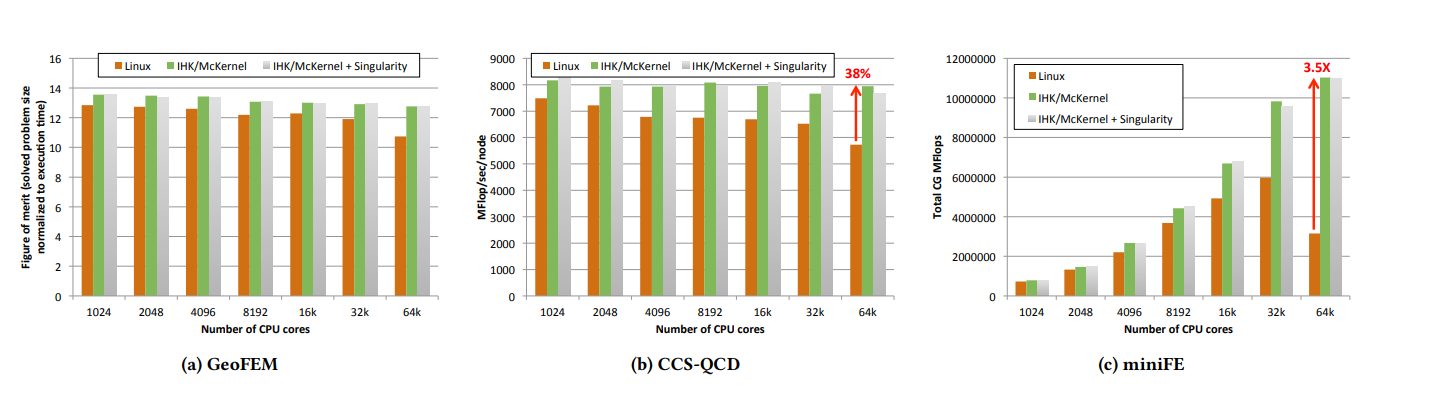 Linux IHK/McKernel IHK/McKernel + Singularity
Figure of merit (solved problem size
normalized to execution time)
16
14
12
10
8
6
4
2
0
1024 2048 4096 8192 16k 32k 64k
Number of CPU cores
(a) GeoFEM
Linux IHK/McKernel IHK/McKernel + Singularity
38%
MFlop/sec/node
9000
8000
7000
6000
5000
4000
3000
2000
1000
0
1024 2048 4096 8192 16k 32k 64k
Number of CPU cores
(b) CCS-QCD
Linux
IHK/McKernel
IHK/McKernel + Singularity
3.5X
Total CG MFlops
12000000
10000000
8000000
6000000
4000000
2000000
0
1024 2048 4096 8192 16k 32k 64k
Number of CPU cores
(c) miniFE